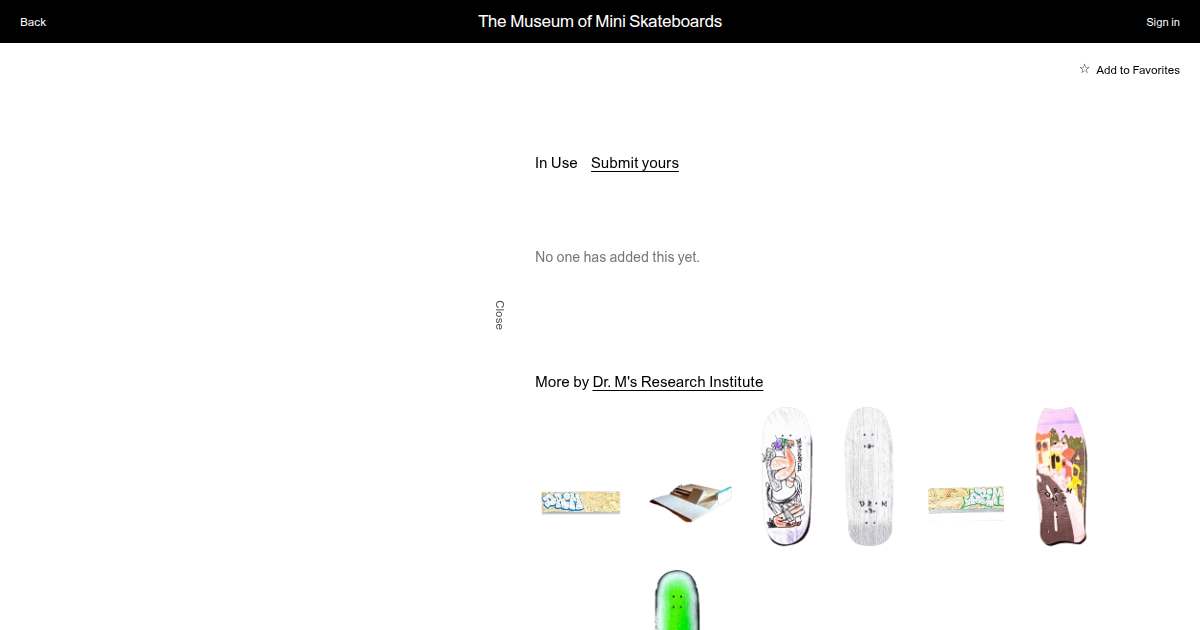 Back
The Museum of Mini Skateboards
Sign in
☆ Add to Favorites
In Use Submit yours
No one has added this yet.
Close
More by Dr. M's Research Institute